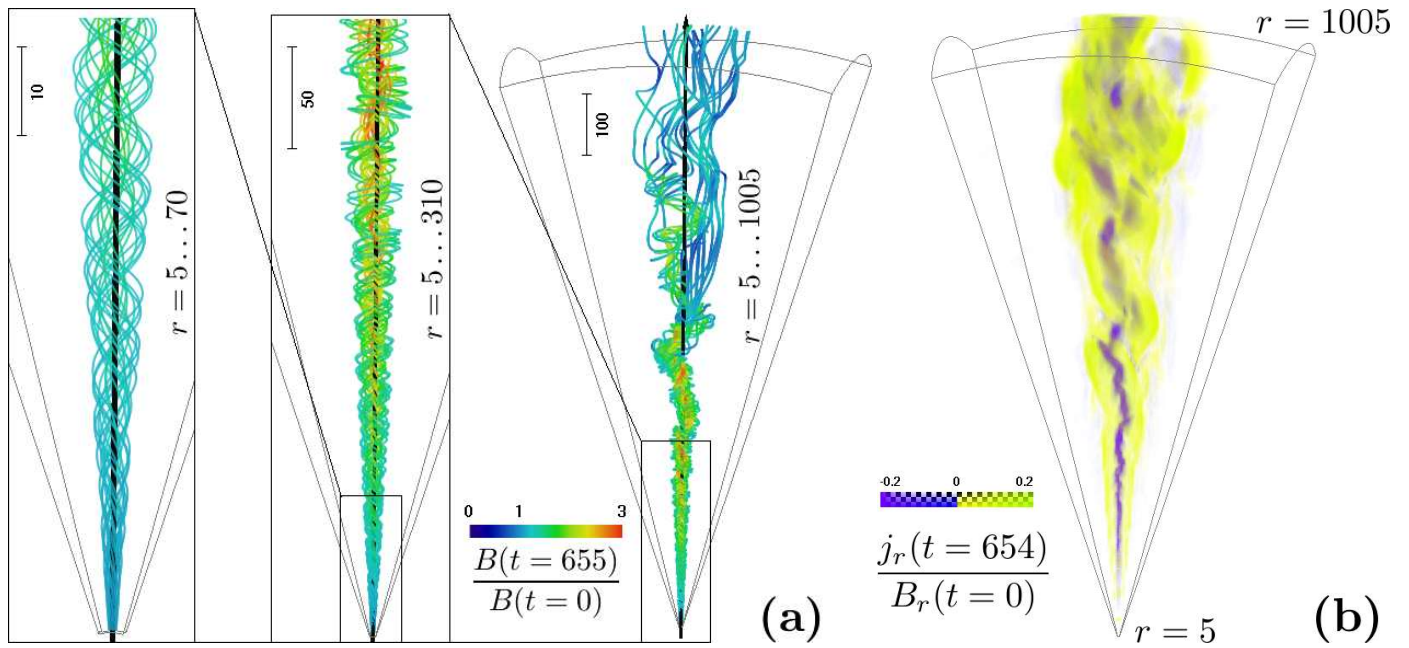 10
r = 5...70
50
r = 5...310
100
r = 5...1005
0 1 3
B(t = 655)
B(t = 0)
(a)
r = 1005
-0.2 0 0.2
j_r(t = 654)
B_r(t = 0)
r = 5
(b)